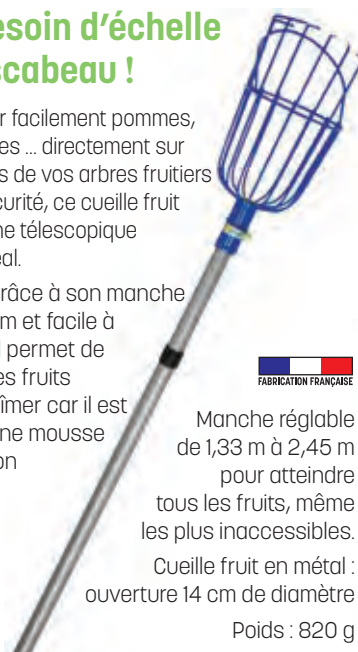 esoin d'échelle
scabeau !
r facilement pommes,
es ... directement sur
s de vos arbres fruitiers
curité, ce cueille fruit
ne télescopique
éal.
râce à son manche
m et facile à
l permet de
es fruits
îmer car il est
ne mousse
on
FABRICATION FRANÇAISE
Manche réglable
de 1,33 m à 2,45 m
pour atteindre
tous les fruits, même
les plus inaccessibles.
Cueille fruit en métal :
ouverture 14 cm de diamètre
Poids : 820 g